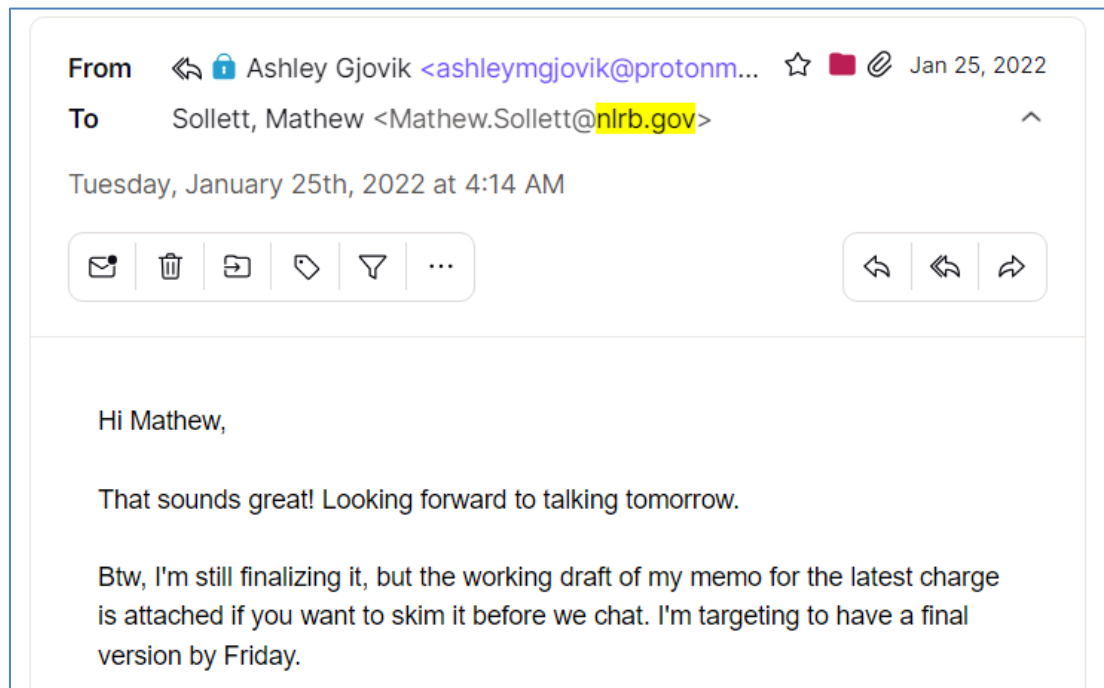 From Ashley Gjovik <ashleymgjovik@protonm... Jan 25, 2022
To Sollett, Mathew <Mathew.Sollett@nlrb.gov>
Tuesday, January 25th, 2022 at 4:14 AM
...
Hi Mathew,
That sounds great! Looking forward to talking tomorrow.
Btw, I'm still finalizing it, but the working draft of my memo for the latest charge
is attached if you want to skim it before we chat. I'm targeting to have a final
version by Friday.